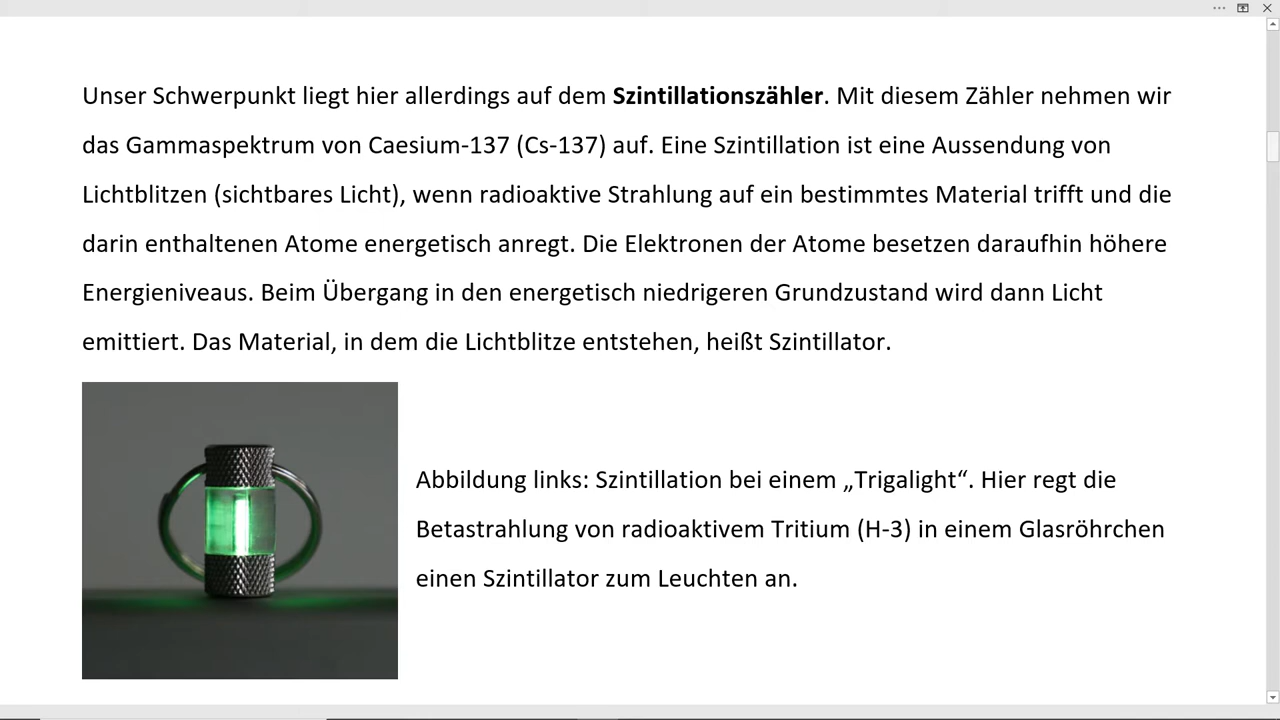 Unser Schwerpunkt liegt hier allerdings auf dem Szintillationszähler. Mit diesem Zähler nehmen wir
das Gammaspektrum von Caesium-137 (Cs-137) auf. Eine Szintillation ist eine Aussendung von
Lichtblitzen (sichtbares Licht), wenn radioaktive Strahlung auf ein bestimmtes Material trifft und die
darin enthaltenen Atome energetisch anregt. Die Elektronen der Atome besetzen daraufhin höhere
Energieniveaus. Beim Übergang in den energetisch niedrigeren Grundzustand wird dann Licht
emittiert. Das Material, in dem die Lichtblitze entstehen, heißt Szintillator.
Abbildung links: Szintillation bei einem „Trigalight“. Hier regt die
Betastrahlung von radioaktivem Tritium (H-3) in einem Glasröhrchen
einen Szintillator zum Leuchten an.